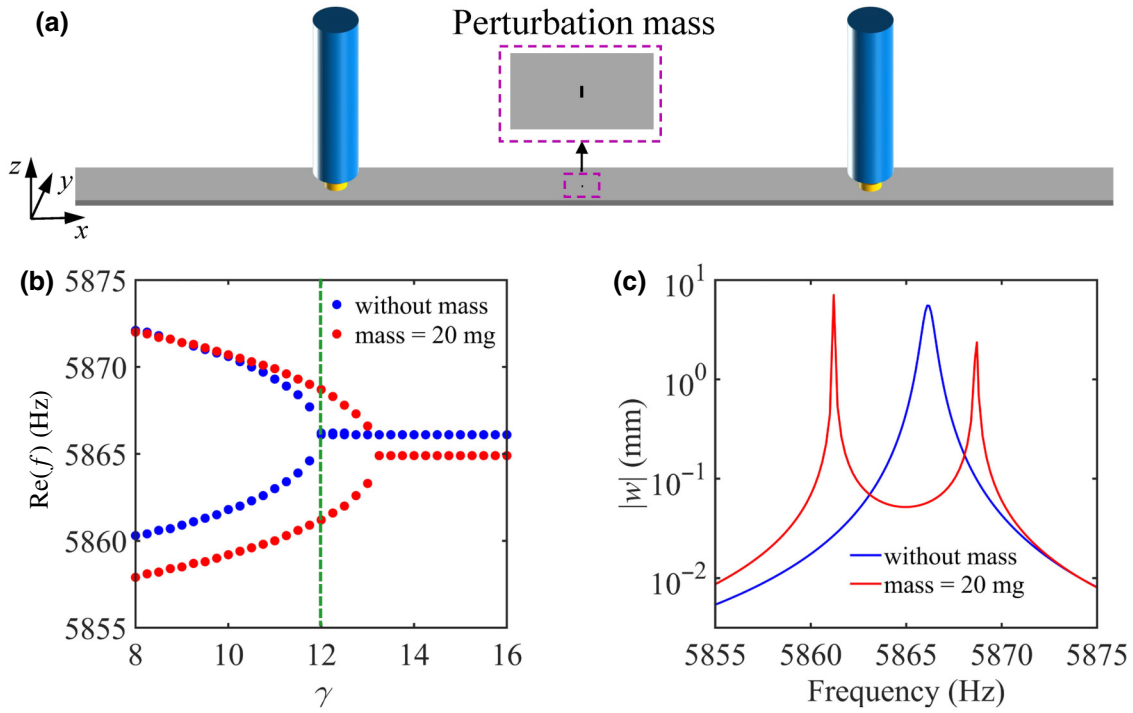 (a)
Perturbation mass
z
y
x
(b)
5875
5870
5865
5860
5855
Re(f) (Hz)
without mass
mass = 20 mg
8
10
12
14
16
γ
(c)
10^1
10^0
10^-1
10^-2
|w| (mm)
without mass
mass = 20 mg
5855
5860
5865
5870
5875
Frequency (Hz)